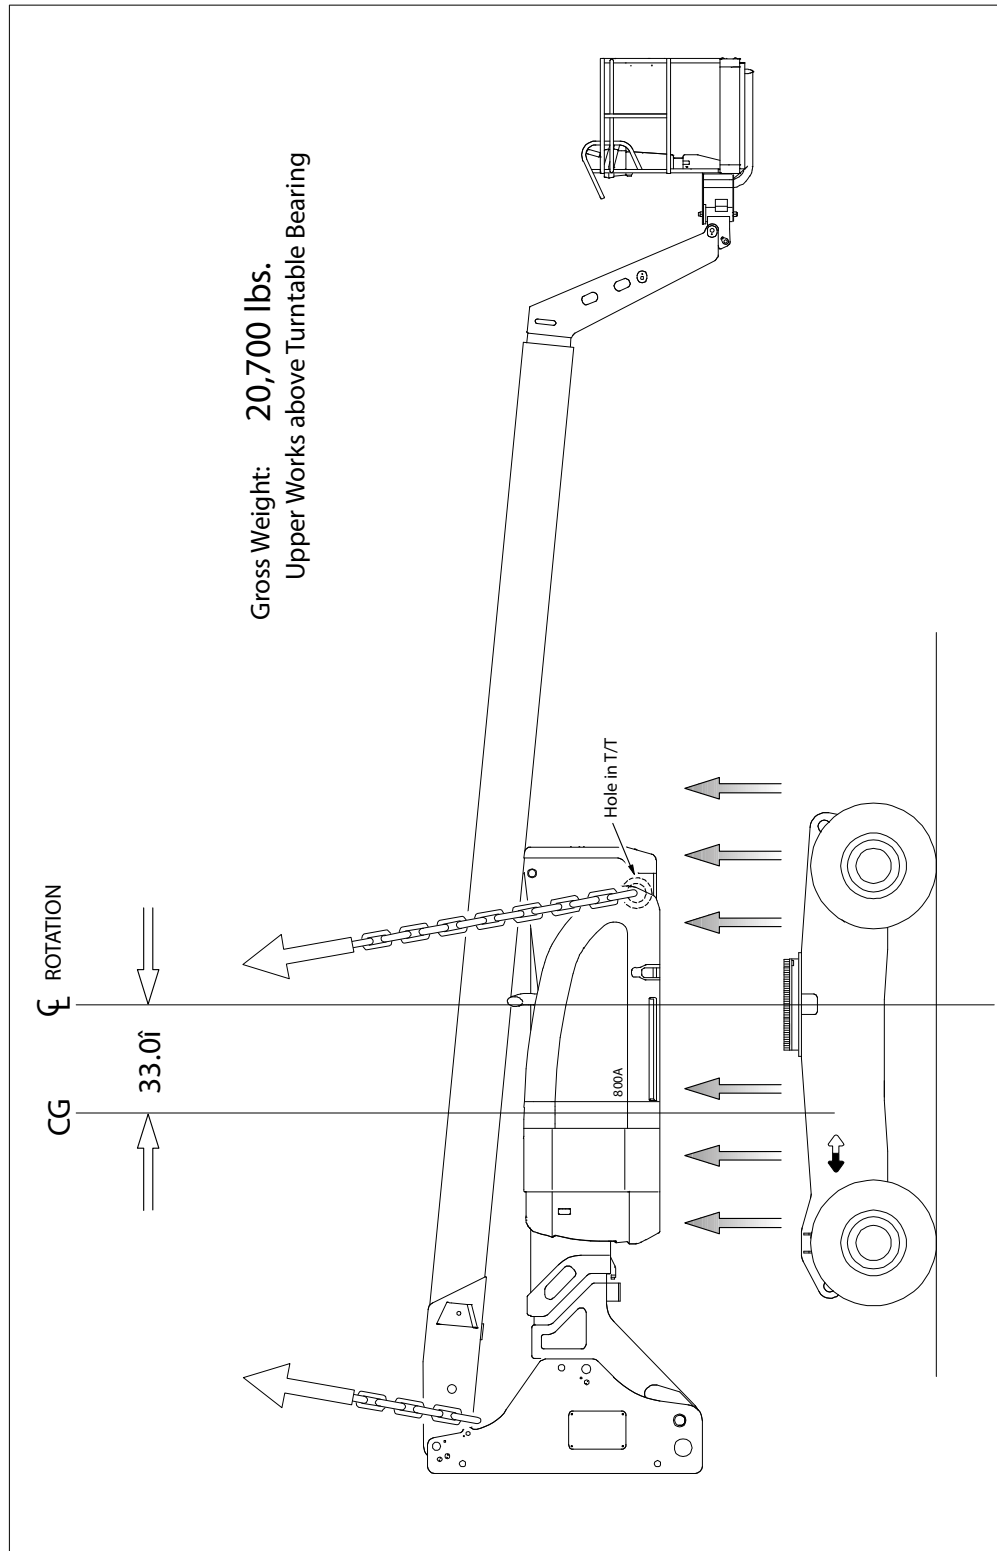 Gross Weight: 20,700 lbs.
Upper Works above Turntable Bearing
CG
℄ ROTATION
33.0î
Hole in T/T
800A